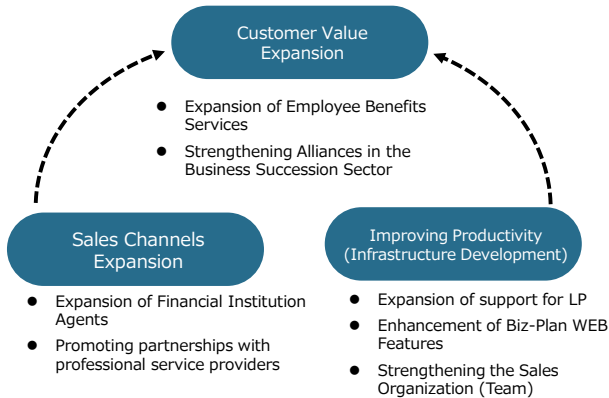 Customer Value
Expansion
● Expansion of Employee Benefits
Services
● Strengthening Alliances in the
Business Succession Sector
Sales Channels
Expansion
● Expansion of Financial Institution
Agents
● Promoting partnerships with
professional service providers
Improving Productivity
(Infrastructure Development)
● Expansion of support for LP
● Enhancement of Biz-Plan WEB
Features
● Strengthening the Sales
Organization (Team)